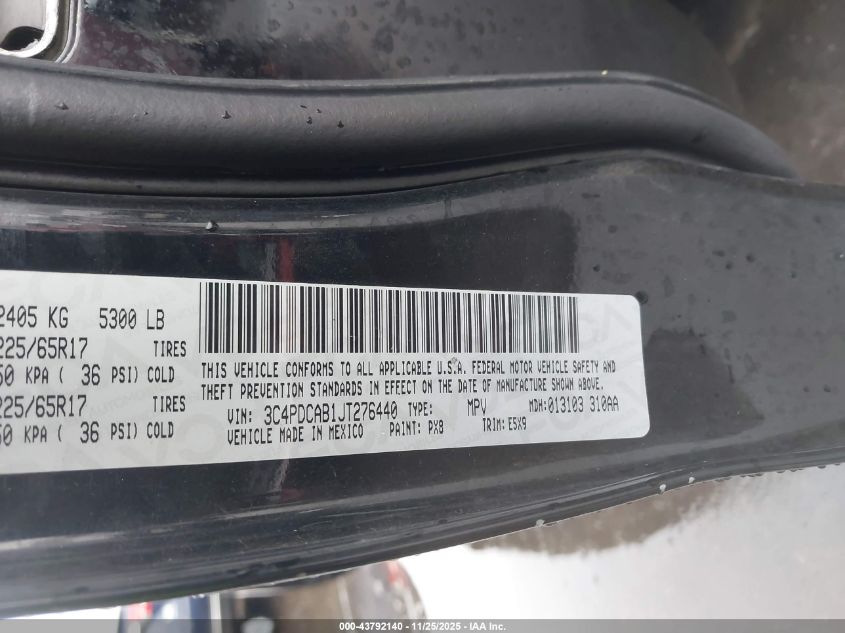 2405 KG 5300 LB
225/65R17 TIRES
50 KPA ( 36 PSI) COLD
225/65R17 TIRES
50 KPA ( 36 PSI) COLD
THIS VEHICLE CONFORMS TO ALL APPLICABLE U.S.A. FEDERAL MOTOR VEHICLE SAFETY AND
THEFT PREVENTION STANDARDS IN EFFECT ON THE DATE OF MANUFACTURE SHOWN ABOVE.
VIN: 3C4PDCAB1JT276440 TYPE: MPV MDH: 013103 310AA
VEHICLE MADE IN MEXICO PAINT: PX8 TRIM: E5X9
000-43792140 - 11/25/2025 - IAA Inc.